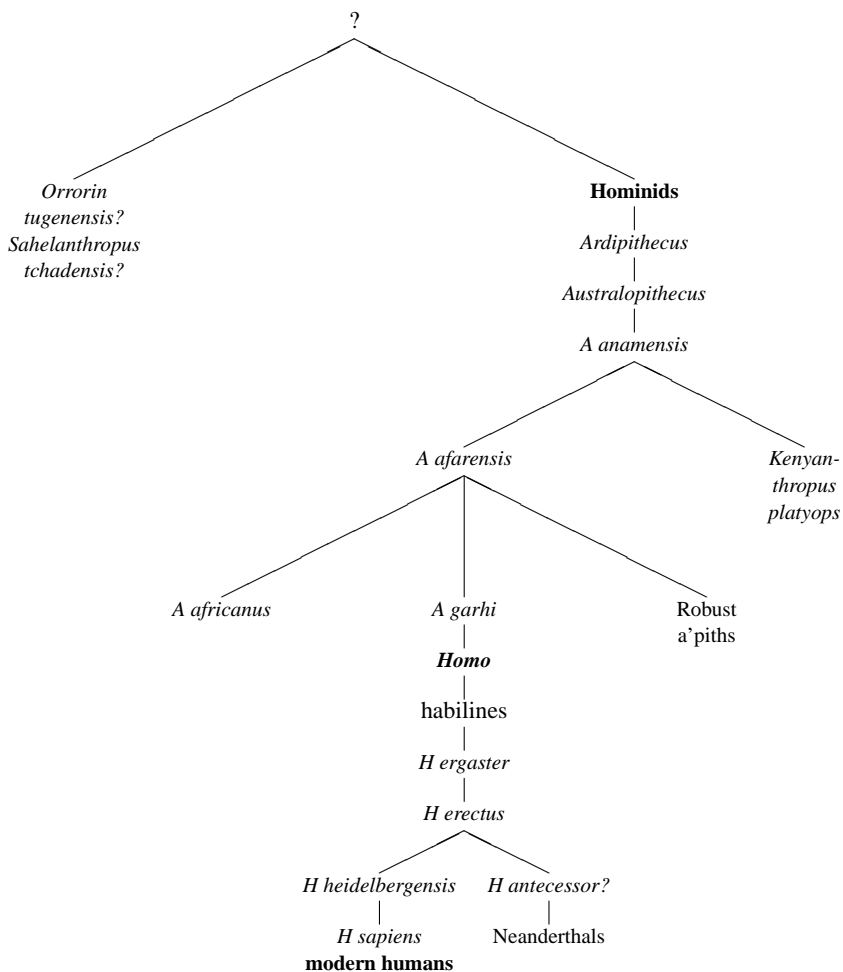 ?
Orrorin
tugenensis?
Sahelanthropus
tchadensis?
Hominids
Ardipithecus
Australopithecus
A anamensis
A afarensis
Kenyan-
thropus
platyops
A africanus
A garhi
Robust
a'piths
Homo
habilines
H ergaster
H erectus
H heidelbergensis
H antecessor?
H sapiens
modern humans
Neanderthals